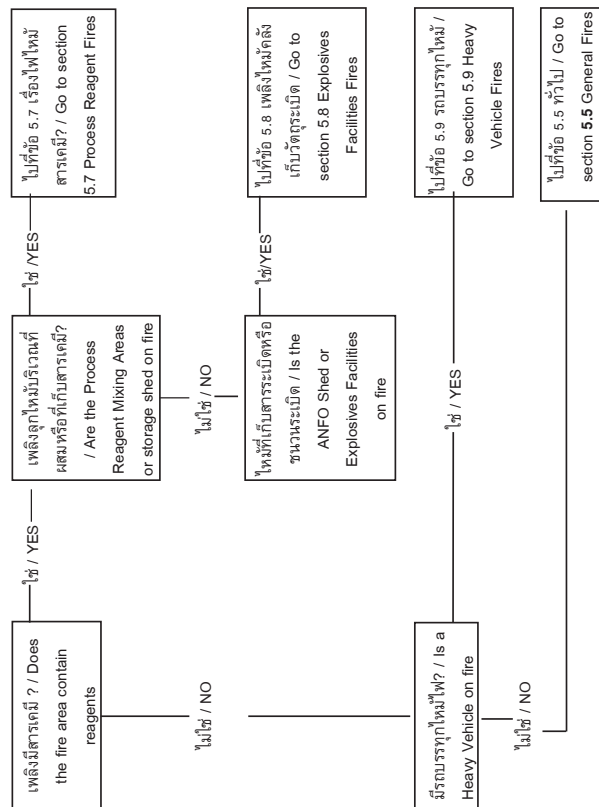 เพลิงมีสารเคมี ? / Does
the fire area contain
reagents
ใช่ / YES
เพลิงลุกไหม้บริเวณที่
ผสมหรือที่เก็บสารเคมี?
/ Are the Process
Reagent Mixing Areas
or storage shed on fire
ใช่ /YES
ไปที่ข้อ 5.7 เรื่องไฟไหม้
สารเคมี? / Go to section
5.7 Process Reagent Fires
ไม่ใช่ / NO
ไหม้ที่เก็บสารระเบิดหรือ
ชนวนระเบิด / Is the
ANFO Shed or
Explosives Facilities
on fire
ใช่/YES
ไปที่ข้อ 5.8 เพลิงไหม้คลัง
เก็บวัตถุระเบิด / Go to
section 5.8 Explosives
Facilities Fires
ไม่ใช่ / NO
มีรถบรรทุกไหม้ไฟ? / Is a
Heavy Vehicle on fire
ใช่ / YES
ไปที่ข้อ 5.9 รถบรรทุกไหม้ /
Go to section 5.9 Heavy
Vehicle Fires
ไม่ใช่ / NO
ไปที่ข้อ 5.5 ทั่วไป / Go to
section 5.5 General Fires